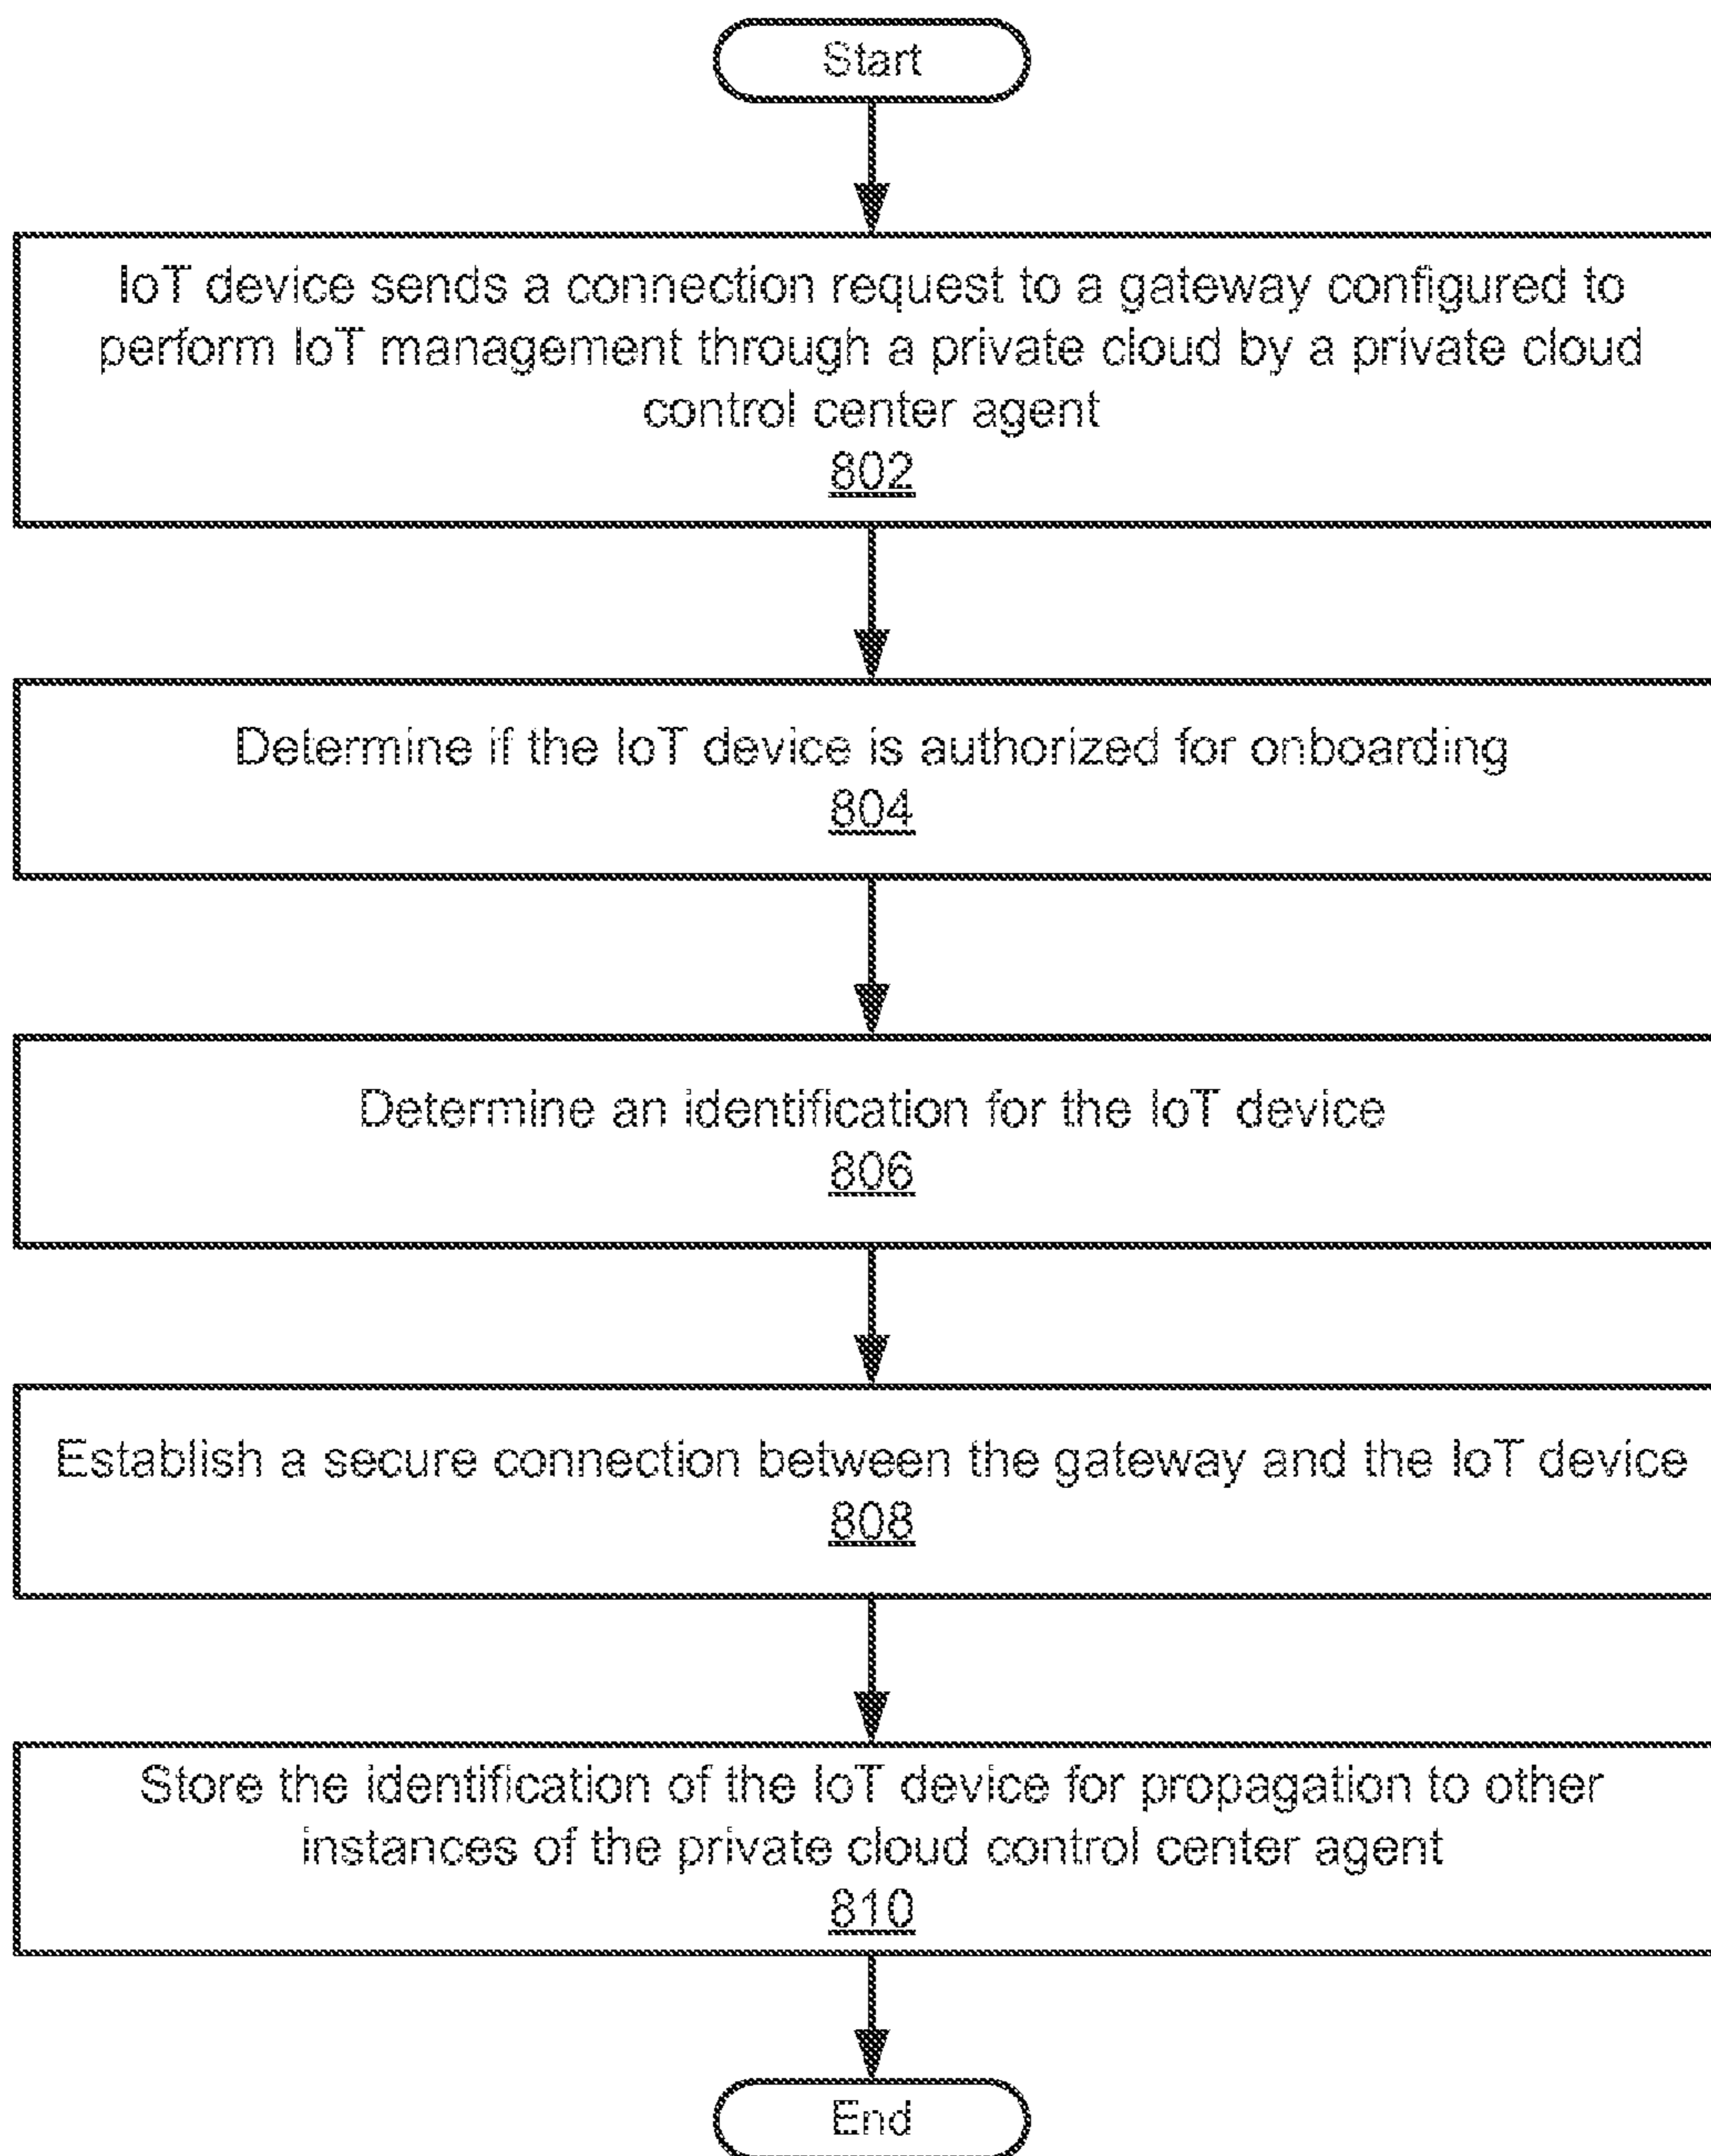 Start
IoT device sends a connection request to a gateway configured to
perform IoT management through a private cloud by a private cloud
control center agent
802
Determine if the IoT device is authorized for onboarding
804
Determine an identification for the IoT device
806
Establish a secure connection between the gateway and the IoT device
808
Store the identification of the IoT device for propagation to other
instances of the private cloud control center agent
810
End